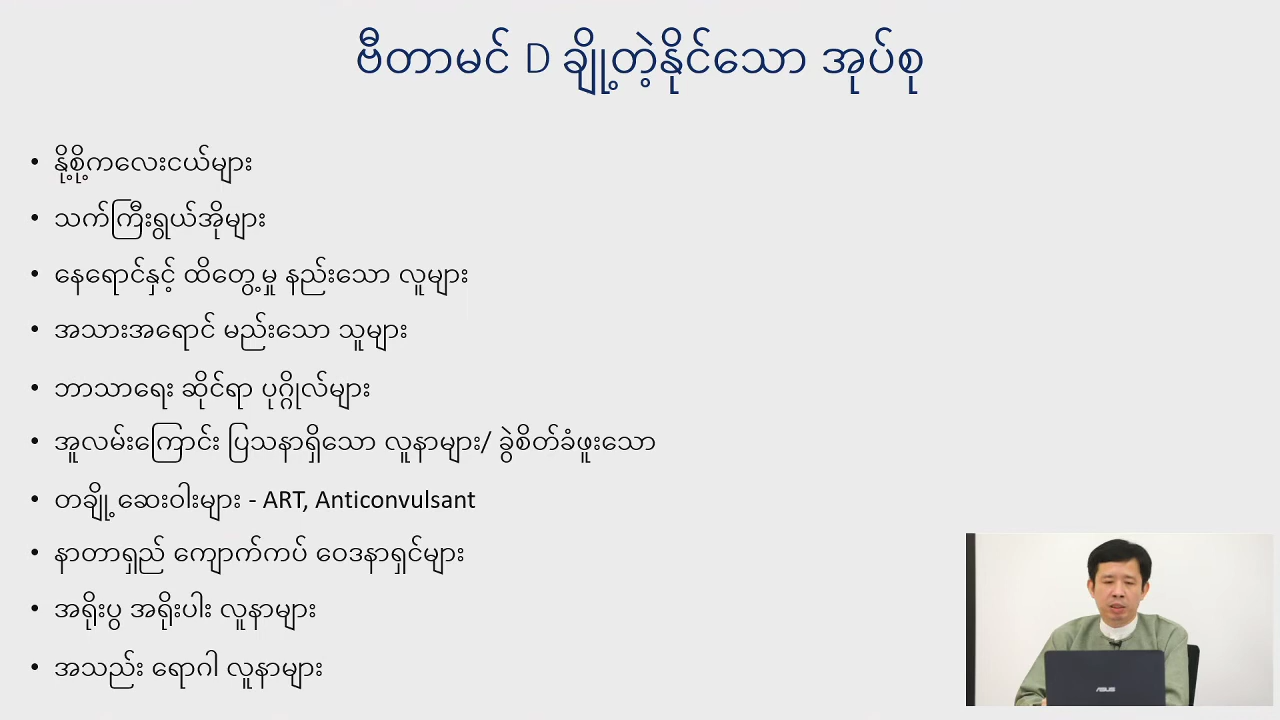 ဗီတာမင် D ချို့တဲ့နိုင်သော အုပ်စု
• နို့စို့ကလေးငယ်များ
• သက်ကြီးရွယ်အိုများ
• နေရောင်နှင့် ထိတွေ့မှု နည်းသော လူများ
• အသားအရောင် မည်းသော သူများ
• ဘာသာရေး ဆိုင်ရာ ပုဂ္ဂိုလ်များ
• အူလမ်းကြောင်း ပြသနာရှိသော လူနာများ/ ခွဲစိတ်ခံဖူးသော
• တချို့ ဆေးဝါးများ - ART, Anticonvulsant
• နာတာရှည် ကျောက်ကပ် ဝေဒနာရှင်များ
• အရိုးပွ အရိုးပါး လူနာများ
• အသည်း ရောဂါ လူနာများ
ASUS